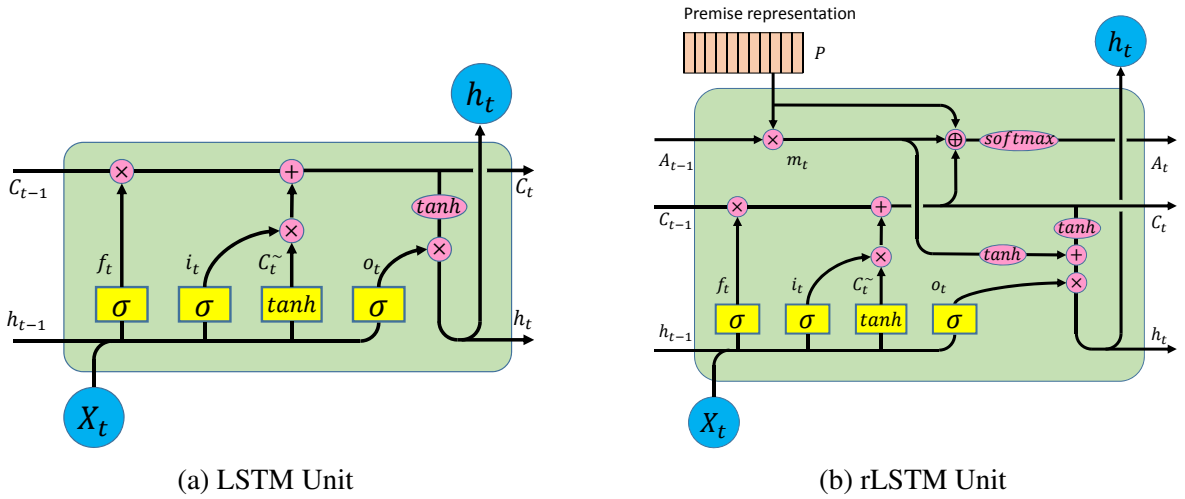 h_t
C_{t-1}
×
+
C_t
tanh
×
×
f_t
i_t
C_t^~
o_t
σ
σ
tanh
σ
h_{t-1}
h_t
X_t
(a) LSTM Unit
Premise representation
P
h_t
A_{t-1}
×
m_t
⊕
softmax
A_t
C_{t-1}
×
+
C_t
tanh
tanh
+
×
×
f_t
i_t
C_t^~
o_t
σ
σ
tanh
σ
h_{t-1}
h_t
X_t
(b) rLSTM Unit